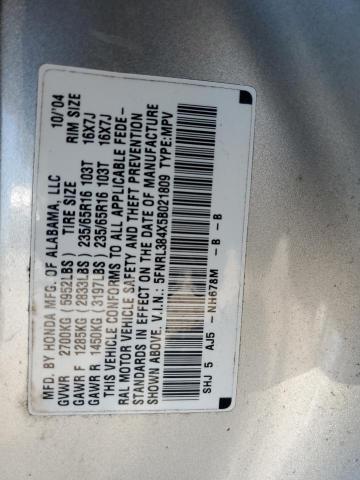 MFD. BY HONDA MFG. OF ALABAMA, LLC 10/'04
GVWR 2700KG (5952LBS) TIRE SIZE RIM SIZE
GAWR F 1285KG (2833LBS) 235/65R16 103T 16X7J
GAWR R 1450KG (3197LBS) 235/65R16 103T 16X7J
THIS VEHICLE CONFORMS TO ALL APPLICABLE FEDE-
RAL MOTOR VEHICLE SAFETY AND THEFT PREVENTION
STANDARDS IN EFFECT ON THE DATE OF MANUFACTURE
SHOWN ABOVE. V.I.N.: 5FNRL384X5B021809 TYPE:MPV
SHJ 5 AJ5 -NH678M -B -B